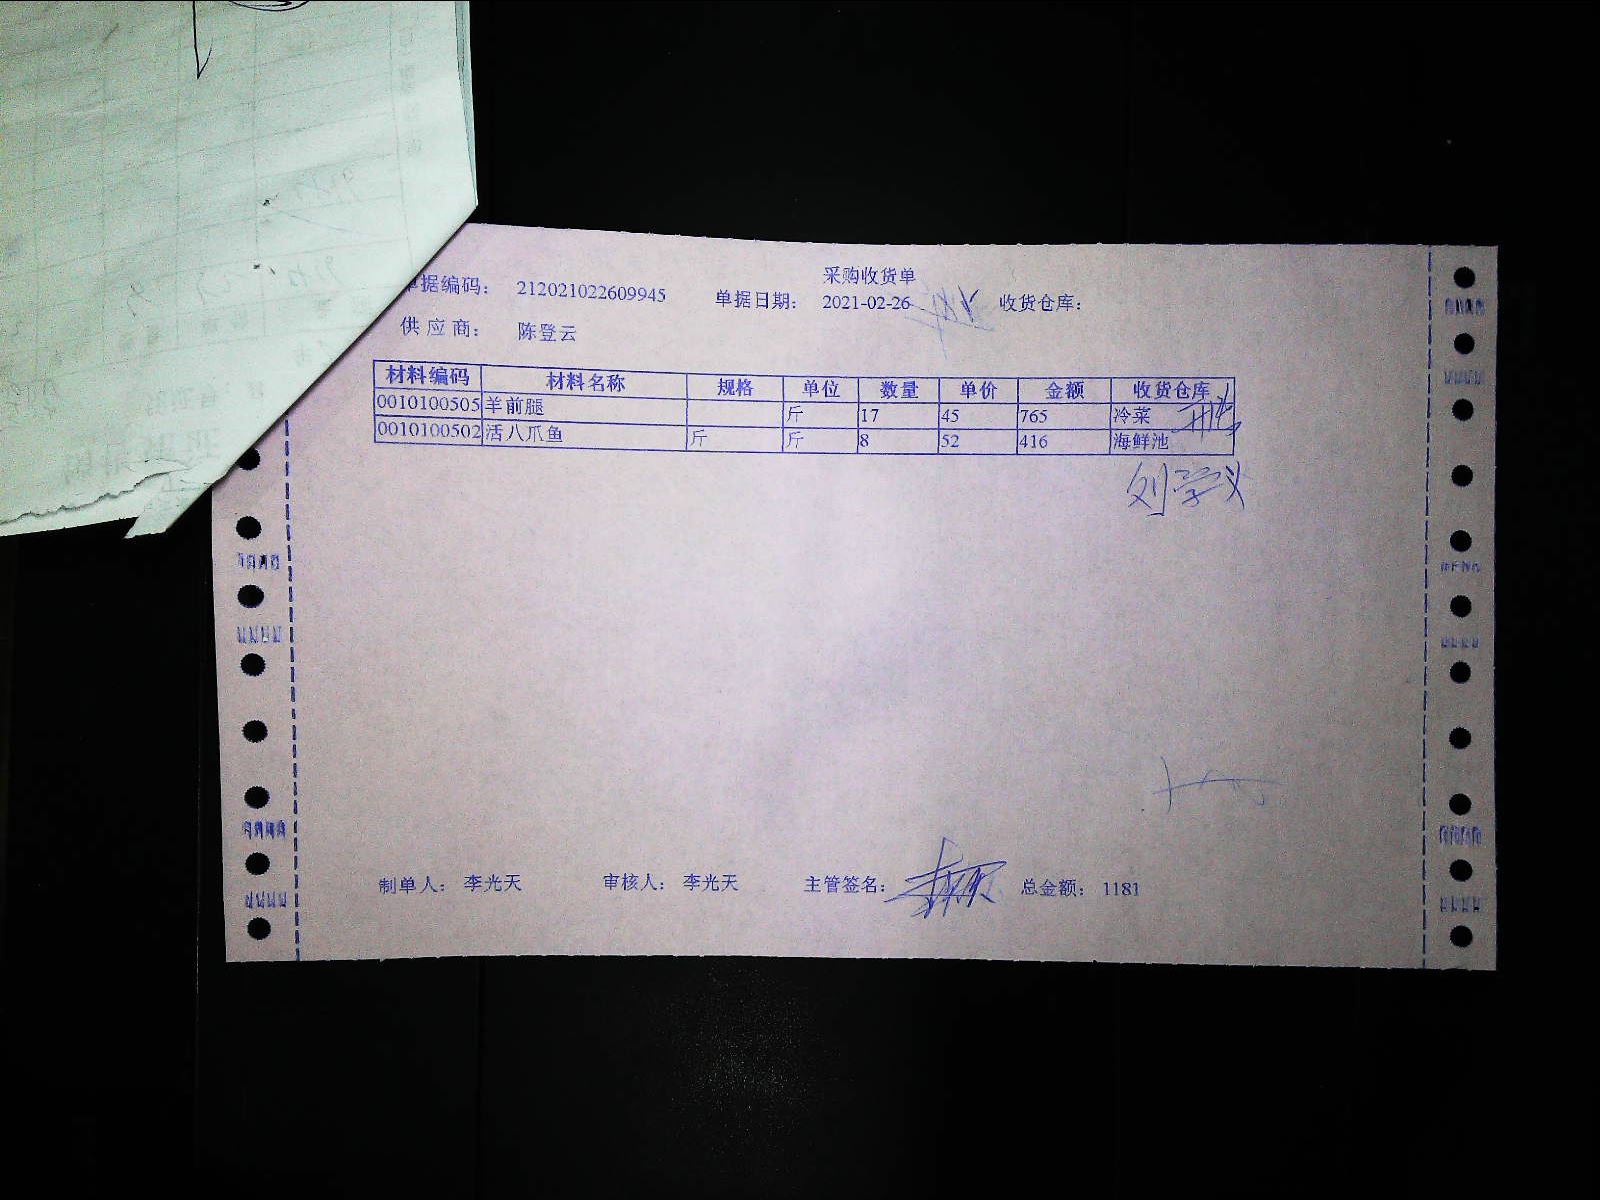 采购收货单
单据编码： 212021022609945 单据日期： 2021-02-26 收货仓库：
供应商： 陈登云
材料编码 材料名称 规格 单位 数量 单价 金额 收货仓库
0010100505 羊前腿 斤 17 45 765 冷菜
0010100502 活八爪鱼 斤 斤 8 52 416 海鲜池
刘学义
制单人： 李光天 审核人： 李光天 主管签名： 总金额： 1181